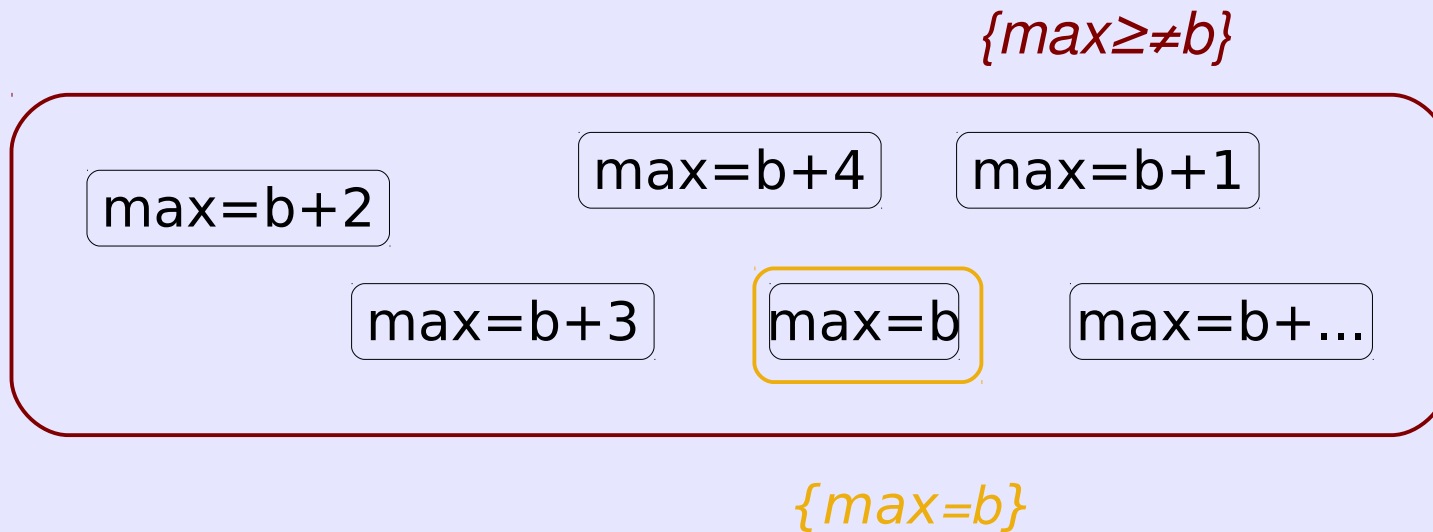 {max≥≠b}
max=b+4
max=b+1
max=b+2
max=b+3
max=b
max=b+...
{max=b}